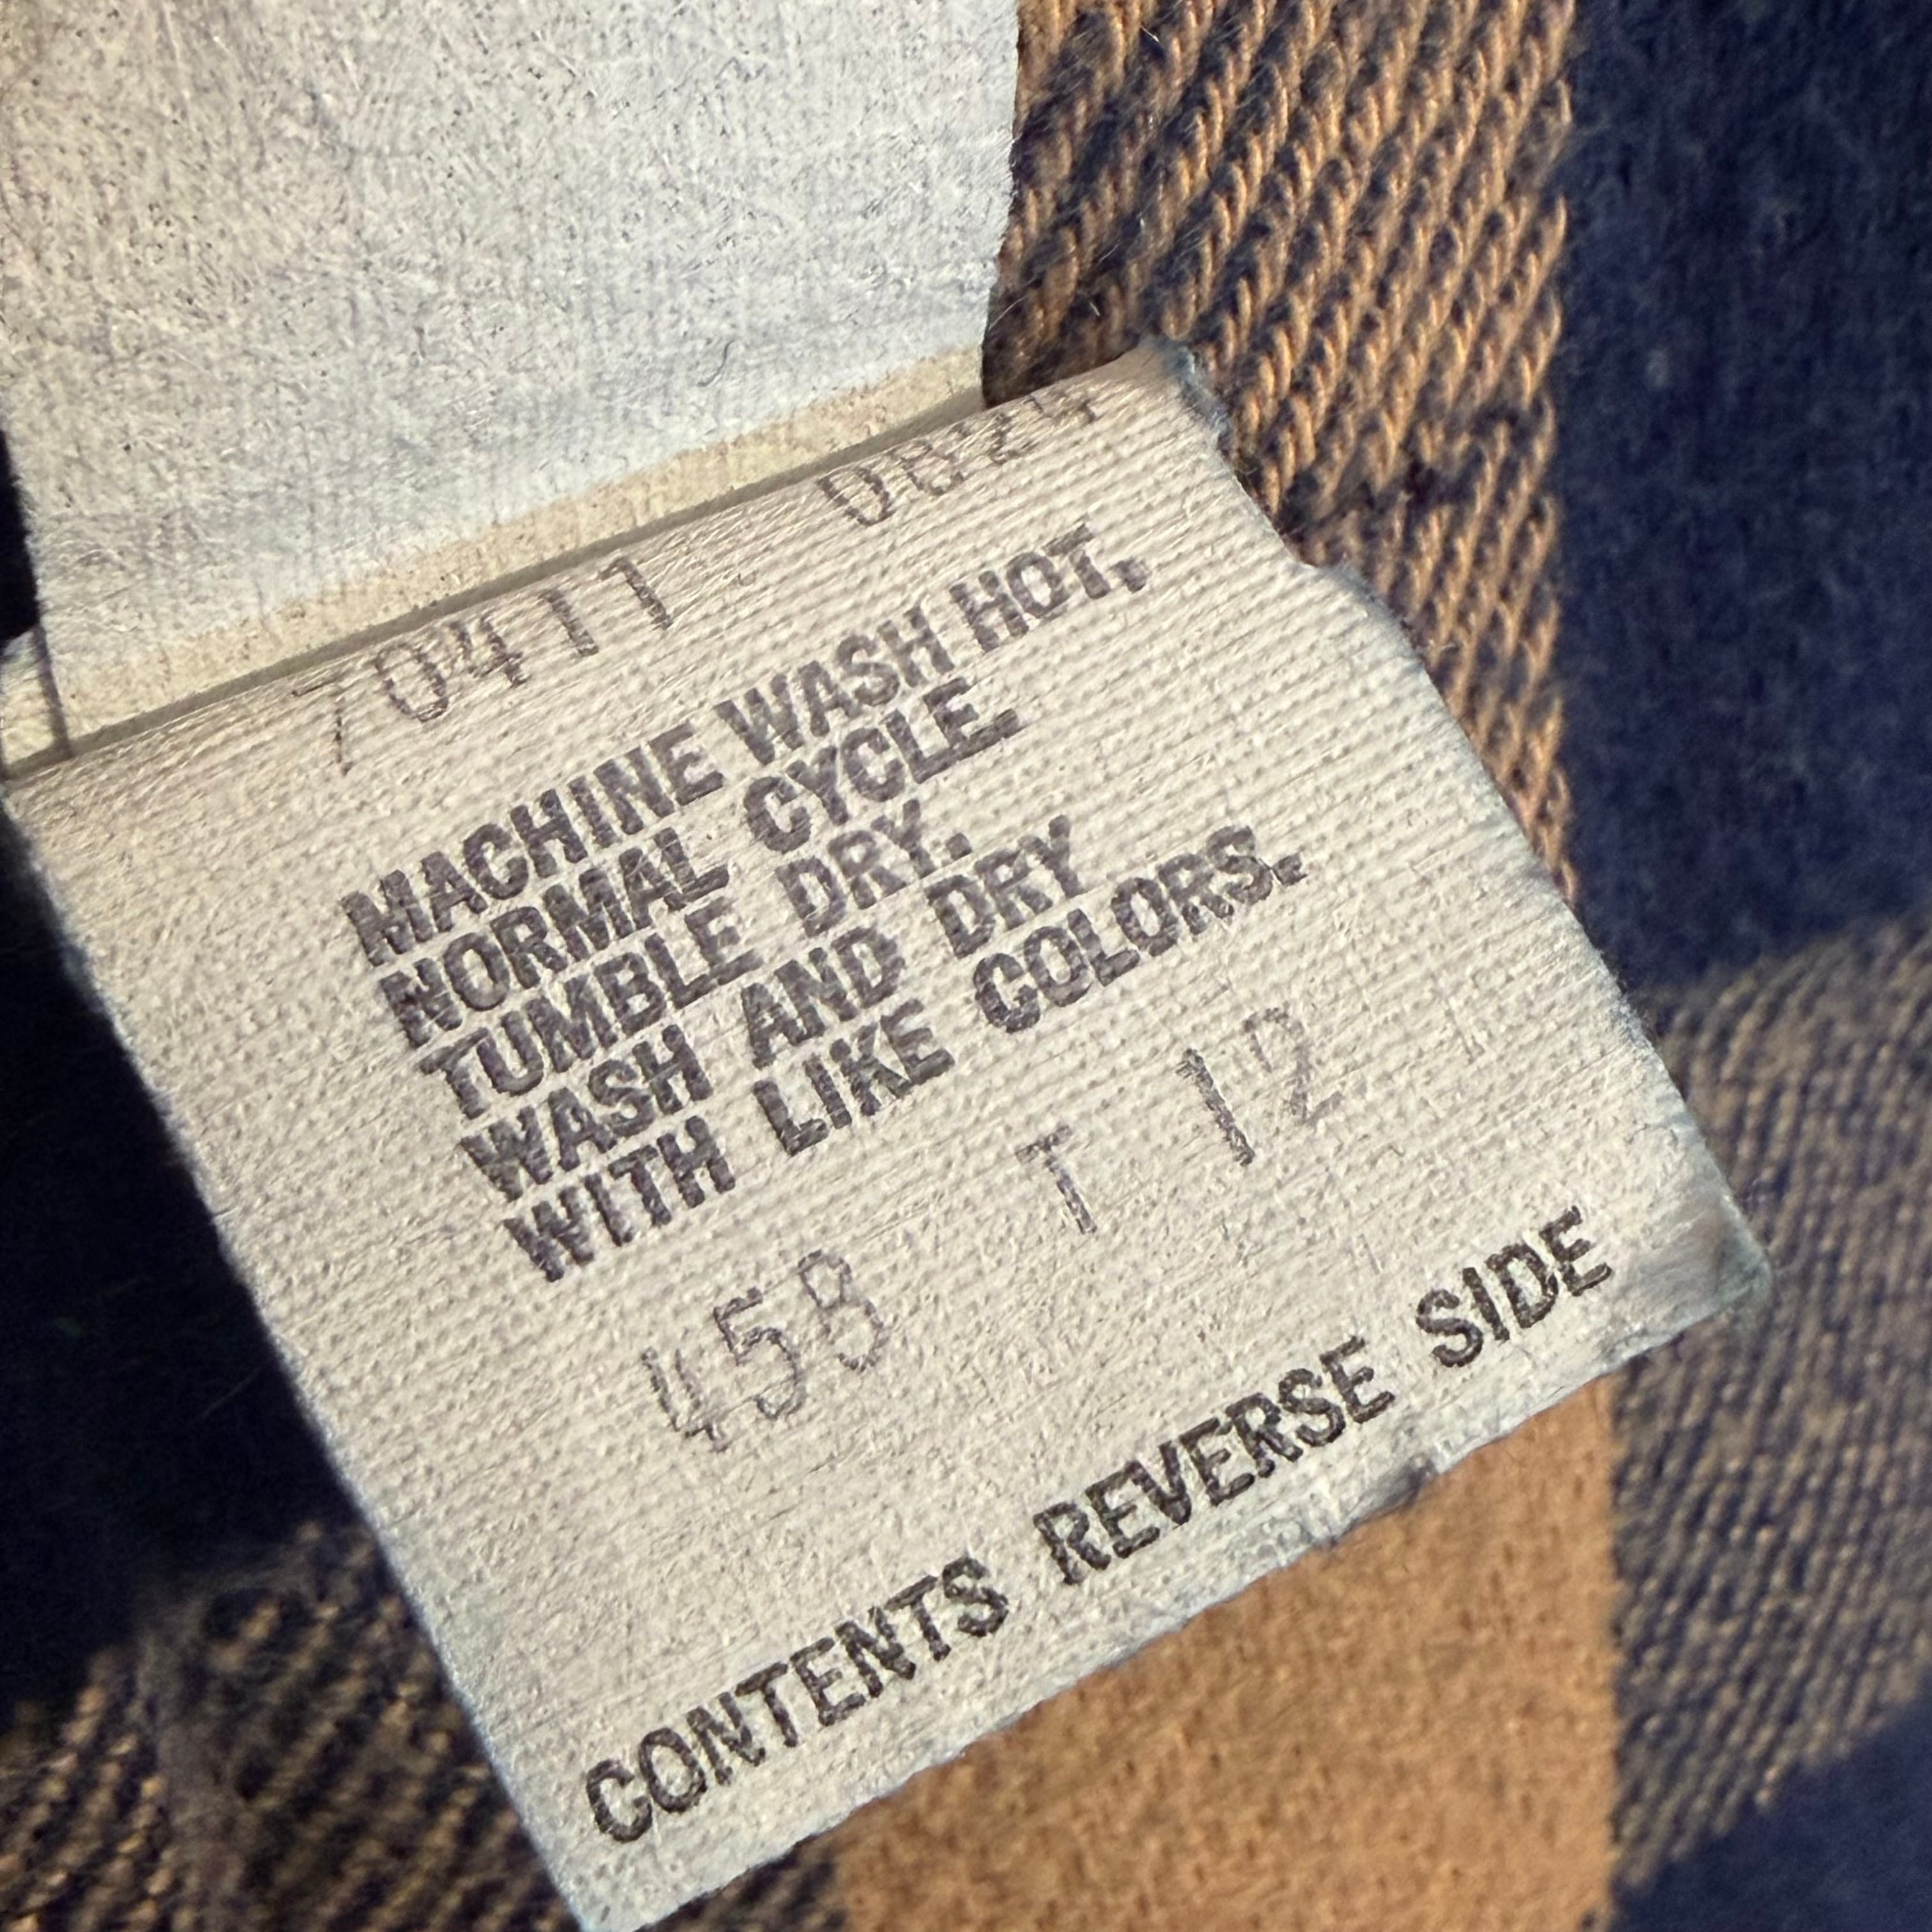 70411 0824
MACHINE WASH HOT,
NORMAL CYCLE.
TUMBLE DRY.
WASH AND DRY
WITH LIKE COLORS.
458 T 12
CONTENTS REVERSE SIDE